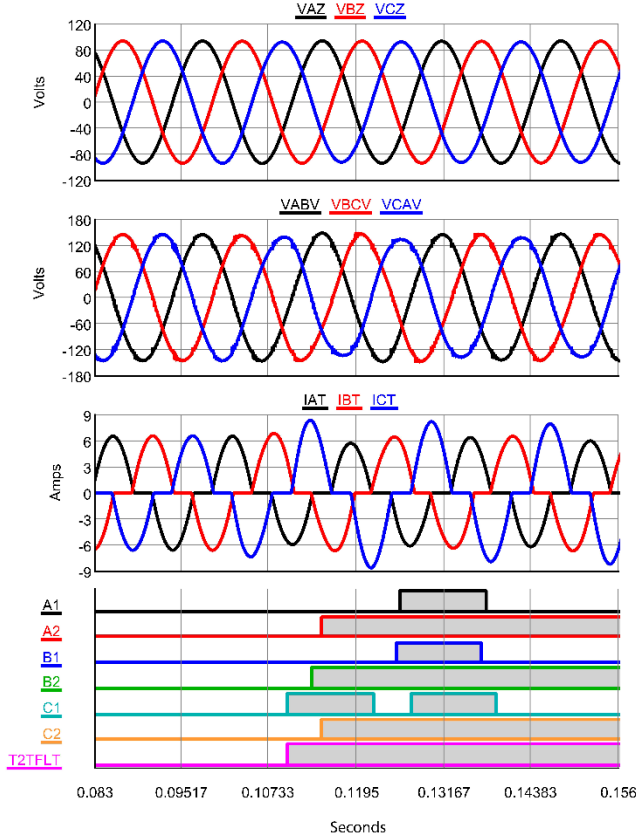 VAZ VBZ VCZ
120
80
40
0
-40
-80
-120
Volts
VABV VBCV VCAV
180
120
60
0
-60
-120
-180
Volts
IAT IBT ICT
9
6
3
0
-3
-6
-9
Amps
A1
A2
B1
B2
C1
C2
T2TFLT
0.083 0.09517 0.10733 0.1195 0.13167 0.14383 0.156
Seconds